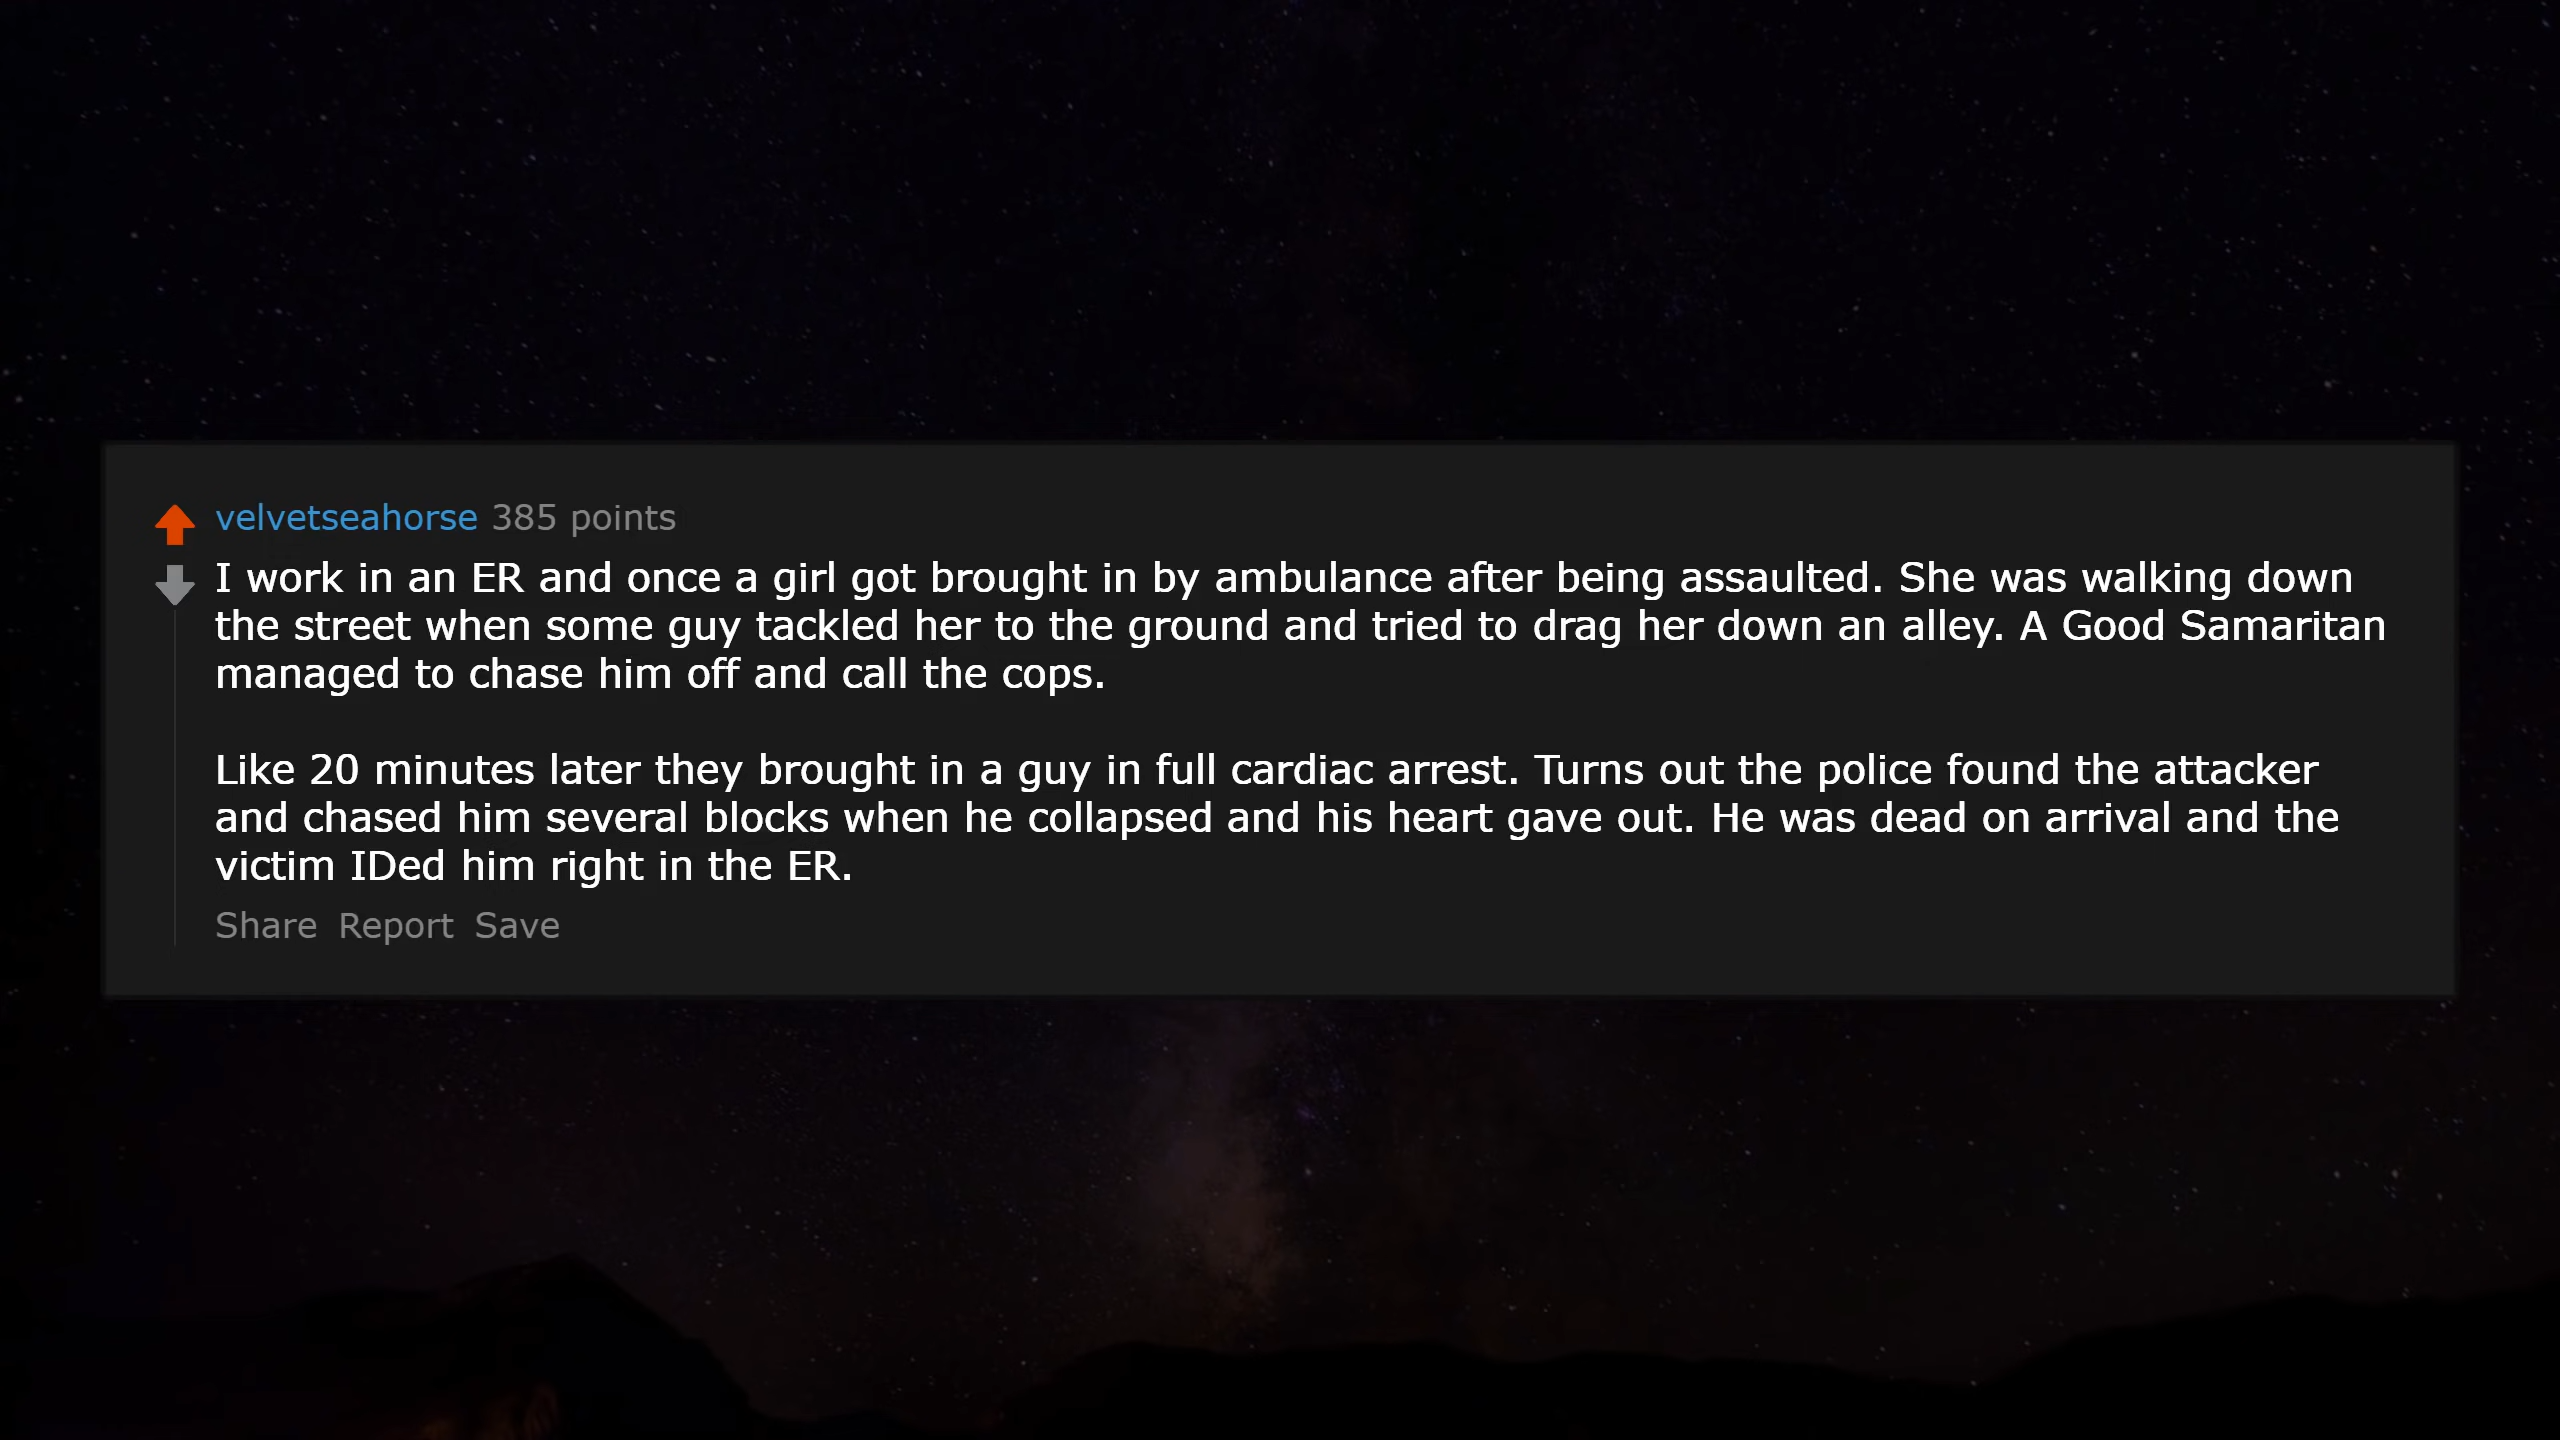 velvetseahorse 385 points
I work in an ER and once a girl got brought in by ambulance after being assaulted. She was walking down
the street when some guy tackled her to the ground and tried to drag her down an alley. A Good Samaritan
managed to chase him off and call the cops.
Like 20 minutes later they brought in a guy in full cardiac arrest. Turns out the police found the attacker
and chased him several blocks when he collapsed and his heart gave out. He was dead on arrival and the
victim IDed him right in the ER.
Share Report Save